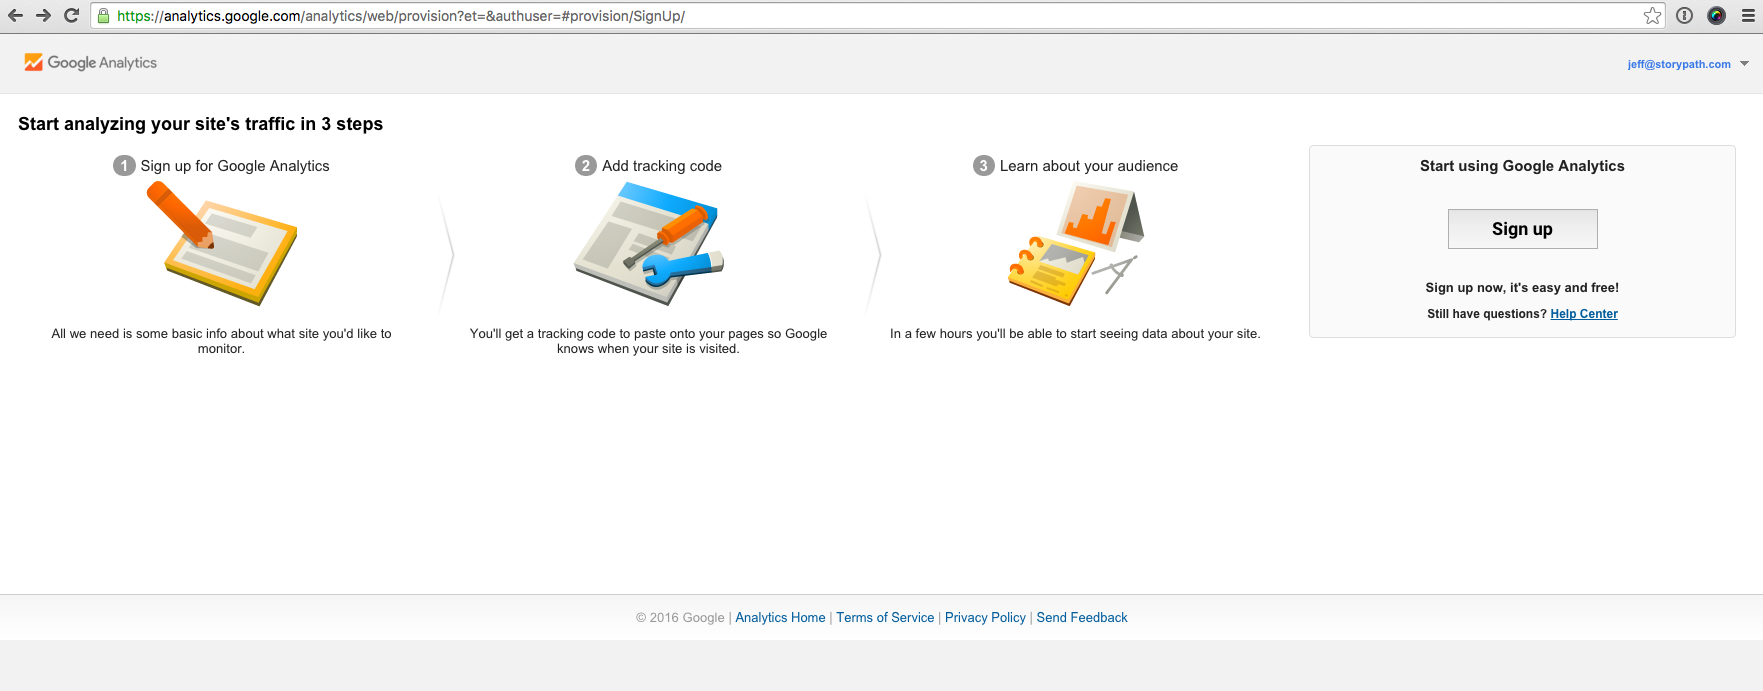 https://analytics.google.com/analytics/web/provision?et=&authuser=#provision/SignUp/
Google Analytics
jeff@storypath.com
Start analyzing your site's traffic in 3 steps
1 Sign up for Google Analytics
All we need is some basic info about what site you'd like to
monitor.
2 Add tracking code
You'll get a tracking code to paste onto your pages so Google
knows when your site is visited.
3 Learn about your audience
In a few hours you'll be able to start seeing data about your site.
Start using Google Analytics
Sign up
Sign up now, it's easy and free!
Still have questions? Help Center
© 2016 Google | Analytics Home | Terms of Service | Privacy Policy | Send Feedback